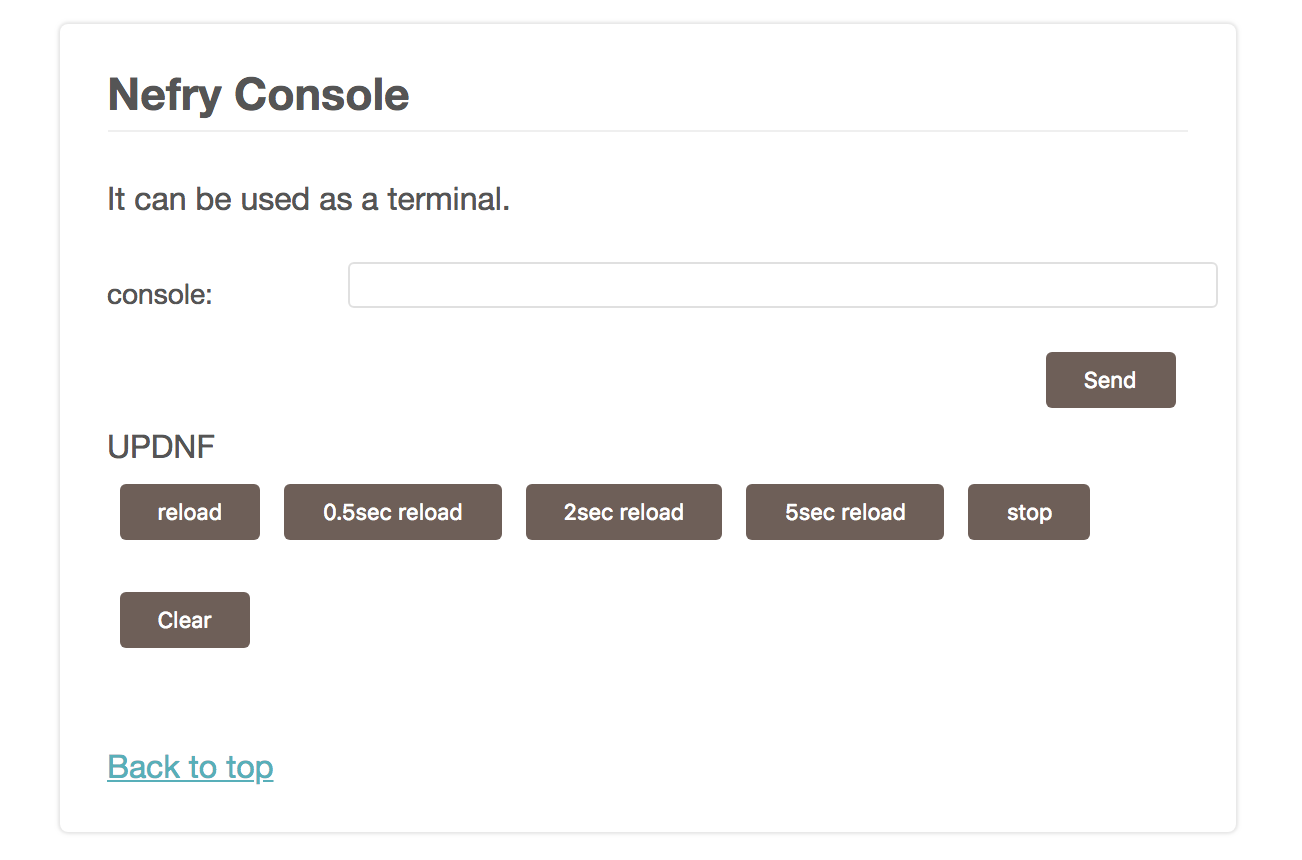 Nefry Console
It can be used as a terminal.
console:
Send
UPDNF
reload 0.5sec reload 2sec reload 5sec reload stop
Clear
Back to top